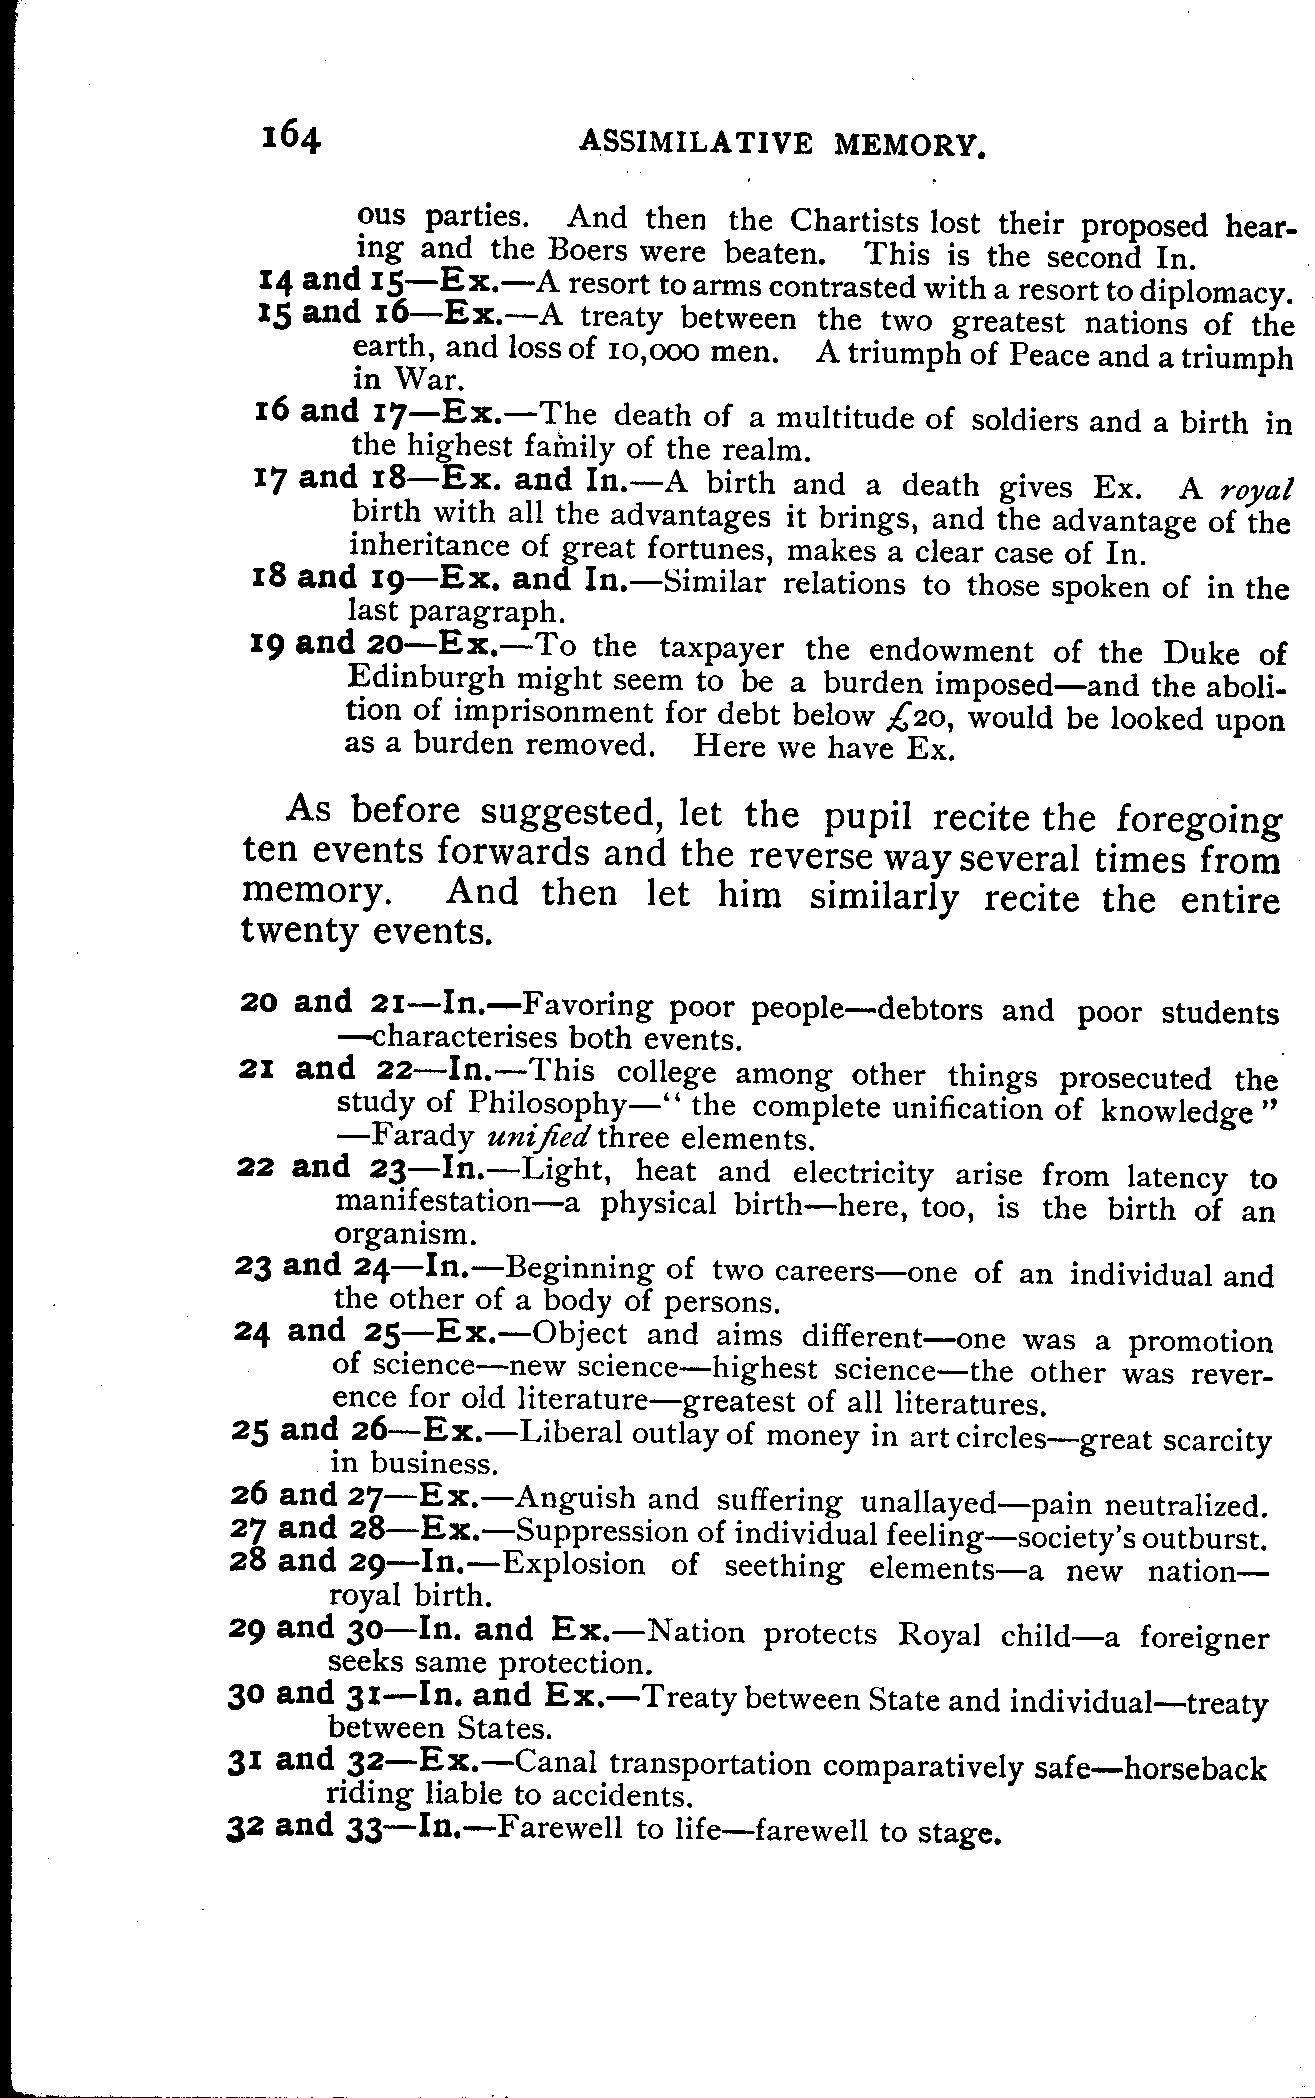 164 ASSIMILATIVE MEMORY.
ous parties. And then the Chartists lost their proposed hear-
ing and the Boers were beaten. This is the second In.
14 and 15—Ex.—A resort to arms contrasted with a resort to diplomacy.
15 and 16—Ex.—A treaty between the two greatest nations of the
earth, and loss of 10,000 men. A triumph of Peace and a triumph
in War.
16 and 17—Ex.—The death of a multitude of soldiers and a birth in
the highest family of the realm.
17 and 18—Ex. and In.—A birth and a death gives Ex. A royal
birth with all the advantages it brings, and the advantage of the
inheritance of great fortunes, makes a clear case of In.
18 and 19—Ex. and In.—Similar relations to those spoken of in the
last paragraph.
19 and 20—Ex.—To the taxpayer the endowment of the Duke of
Edinburgh might seem to be a burden imposed—and the aboli-
tion of imprisonment for debt below £20, would be looked upon
as a burden removed. Here we have Ex.
As before suggested, let the pupil recite the foregoing
ten events forwards and the reverse way several times from
memory. And then let him similarly recite the entire
twenty events.
20 and 21—In.—Favoring poor people—debtors and poor students
—characterises both events.
21 and 22—In.—This college among other things prosecuted the
study of Philosophy—“the complete unification of knowledge”
—Farady unified three elements.
22 and 23—In.—Light, heat and electricity arise from latency to
manifestation—a physical birth—here, too, is the birth of an
organism.
23 and 24—In.—Beginning of two careers—one of an individual and
the other of a body of persons.
24 and 25—Ex.—Object and aims different—one was a promotion
of science—new science—highest science—the other was rever-
ence for old literature—greatest of all literatures.
25 and 26—Ex.—Liberal outlay of money in art circles—great scarcity
in business.
26 and 27—Ex.—Anguish and suffering unallayed—pain neutralized.
27 and 28—Ex.—Suppression of individual feeling—society's outburst.
28 and 29—In.—Explosion of seething elements—a new nation—
royal birth.
29 and 30—In. and Ex.—Nation protects Royal child—a foreigner
seeks same protection.
30 and 31—In. and Ex.—Treaty between State and individual—treaty
between States.
31 and 32—Ex.—Canal transportation comparatively safe—horseback
riding liable to accidents.
32 and 33—In.—Farewell to life—farewell to stage.